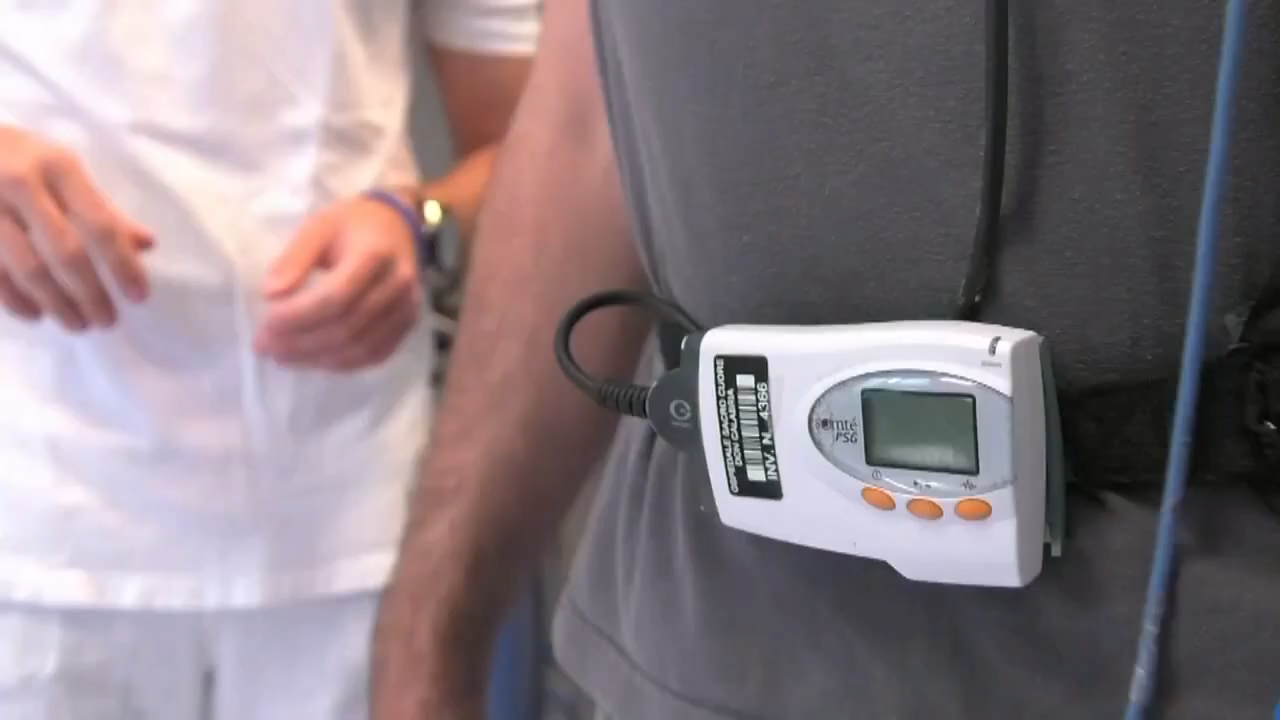 OSPEDALE SACRO CUORE
DON CALABRIA
INV. N. 4366
Somté
PSG